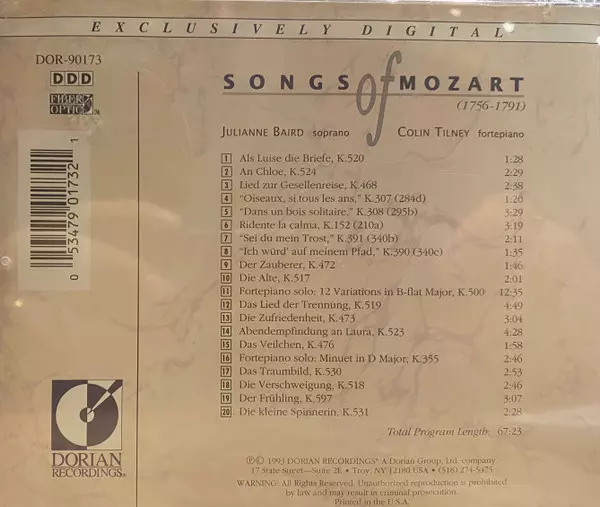 EXCLUSIVELY DIGITAL
DOR-90173
DDD
FIBER OPTIC
SONGS of MOZART
(1756-1791)
JULIANNE BAIRD soprano COLIN TILNEY fortepiano
1 Als Luise die Briefe, K.520 1:28
2 An Chloe, K.524 2:29
3 Lied zur Gesellenreise, K.468 2:38
4 "Oiseaux, si tous les ans," K.307 (284d) 1:26
5 "Dans un bois solitaire," K.308 (295b) 3:29
6 Ridente la calma, K.152 (210a) 3:19
7 "Sei du mein Trost," K.391 (340b) 2:11
8 "Ich würd' auf meinem Pfad," K.390 (340c) 1:35
9 Der Zauberer, K.472 1:46
10 Die Alte, K.517 2:01
11 Fortepiano solo: 12 Variations in B-flat Major, K.500 12:35
12 Das Lied der Trennung, K.519 4:49
13 Die Zufriedenheit, K.473 3:04
14 Abendempfindung an Laura, K.523 4:28
15 Das Veilchen, K.476 1:58
16 Fortepiano solo: Minuet in D Major, K.355 2:46
17 Das Traumbild, K.530 2:53
18 Die Verschweigung, K.518 2:46
19 Der Frühling, K.597 3:07
20 Die kleine Spinnerin, K.531 2:28
Total Program Length: 67:23
0 53479 01732 1
DORIAN
RECORDINGS®
℗© 1993 DORIAN RECORDINGS® A Dorian Group, Ltd. company
17 State Street—Suite 2E • Troy, NY 12180 USA • (518) 274-5475
WARNING: All Rights Reserved. Unauthorized reproduction is prohibited
by law and may result in criminal prosecution.
Printed in the U.S.A.